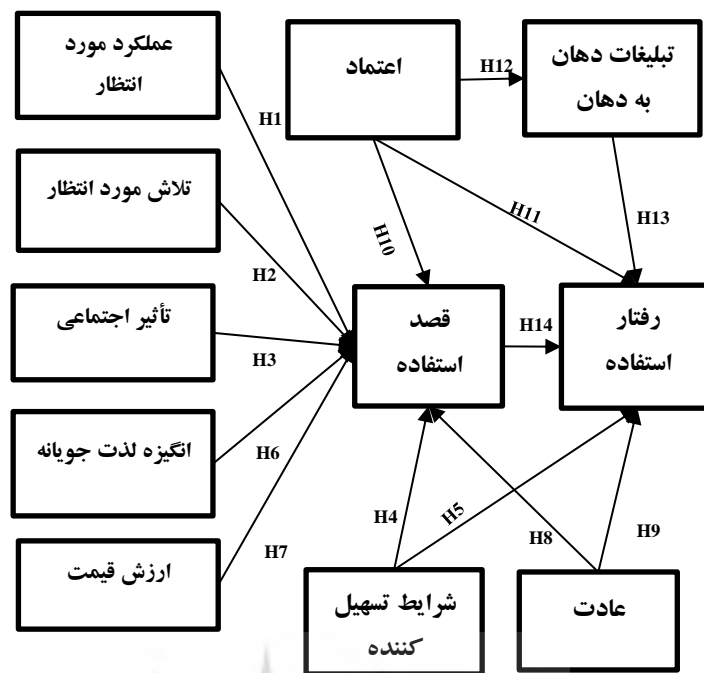 عملکرد مورد
انتظار
اعتماد
تبلیغات دهان
به دهان
H12
H1
تلاش مورد انتظار
H11
H13
H10
H2
تأثیر اجتماعی
قصد
استفاده
رفتار
استفاده
H14
H3
انگیزه لذت جویانه
H6
H4
H5
H8
H9
H7
ارزش قیمت
شرایط تسهیل
کننده
عادت